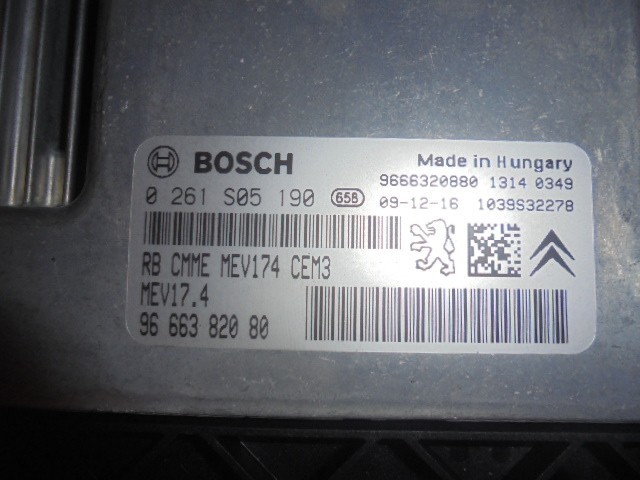 BOSCH
Made in Hungary
9666320880 1314 0349
0 261 S05 190 658
09-12-16 1039S32278
RB CMME MEV174 CEM3
MEV17.4
96 663 820 80